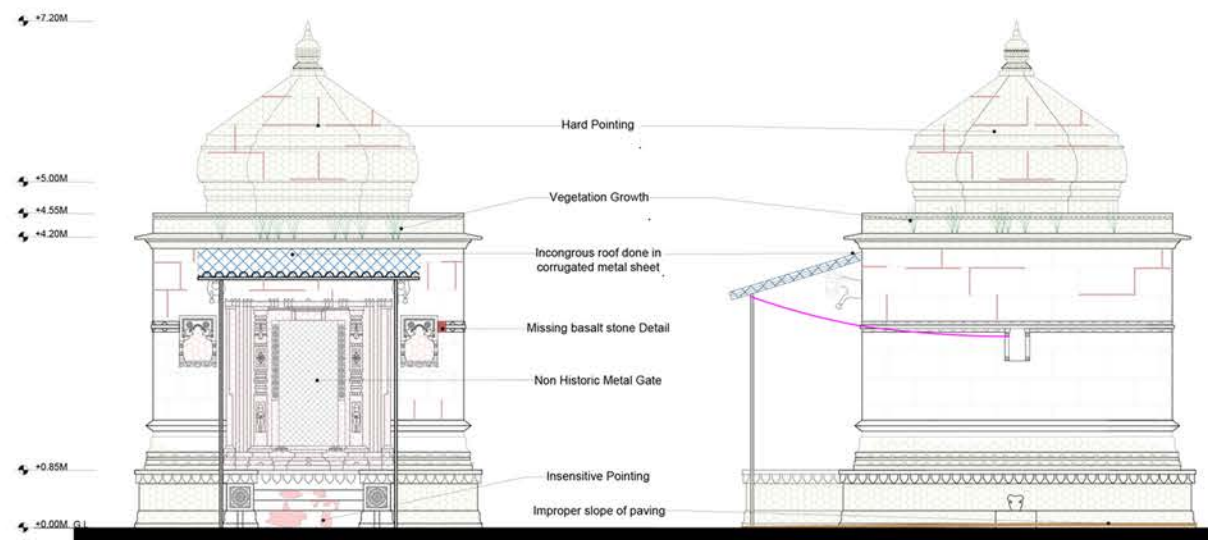 +7.20M
Hard Pointing
+5.00M
Vegetation Growth
+4.55M
+4.20M
Incongrous roof done in
corrugated metal sheet
Missing basalt stone Detail
Non Historic Metal Gate
+0.85M
Insensitive Pointing
Improper slope of paving
+0.00M G.L